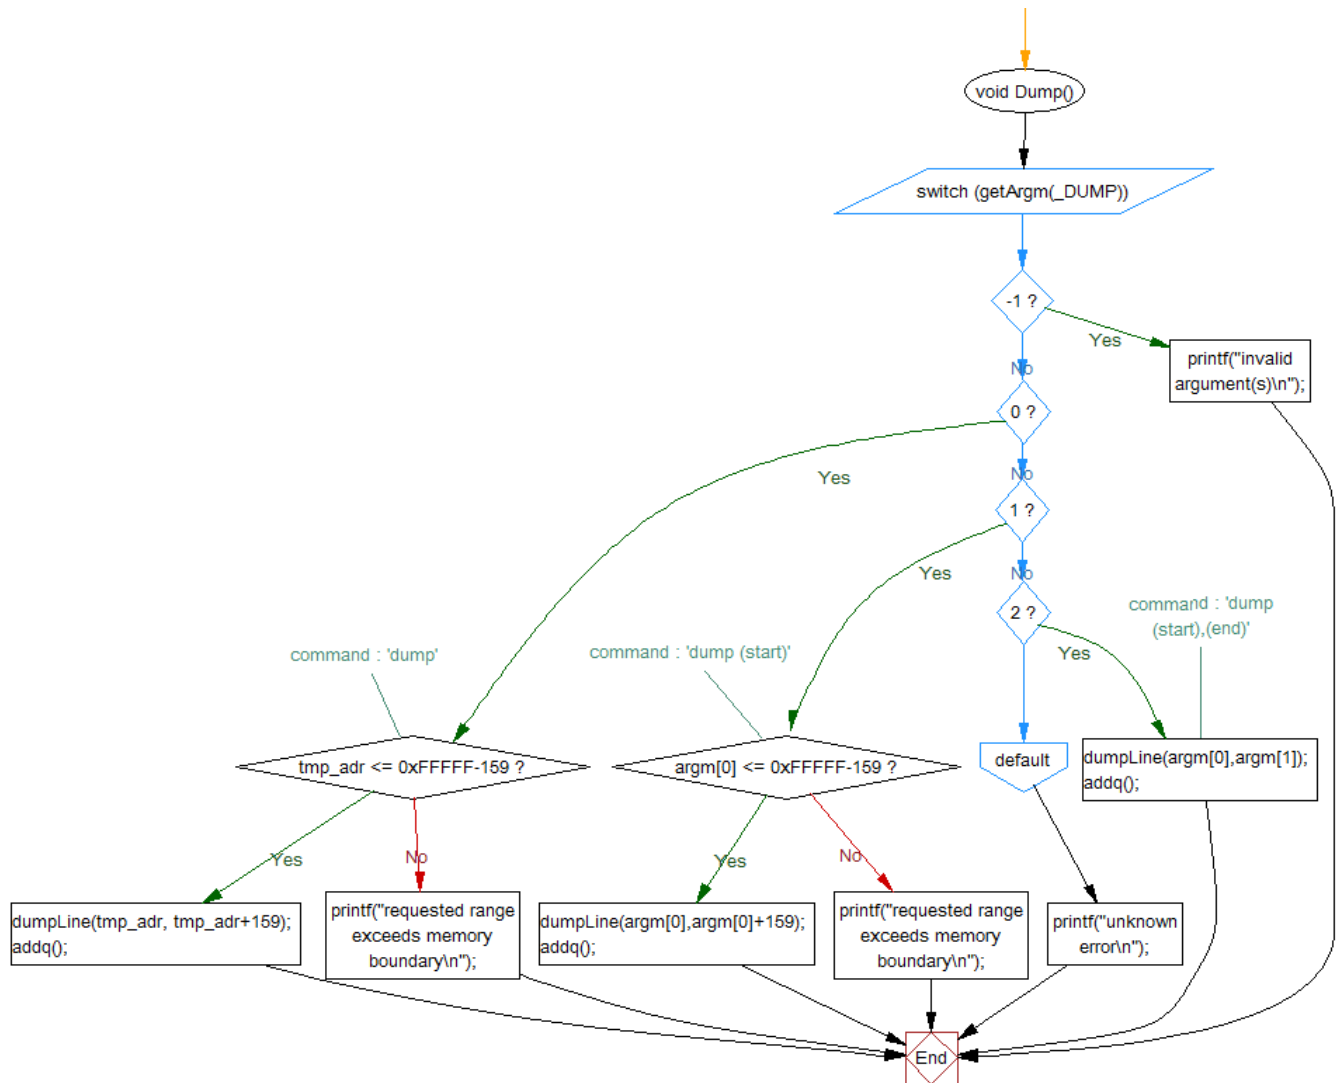 void Dump()
switch (getArgm(_DUMP))
-1 ?
Yes
printf("invalid
argument(s)\n");
No
0 ?
Yes
No
1 ?
Yes
No
2 ?
Yes
command : 'dump
(start),(end)'
command : 'dump'
command : 'dump (start)'
tmp_adr <= 0xFFFFF-159 ?
argm[0] <= 0xFFFFF-159 ?
default
dumpLine(argm[0],argm[1]);
addq();
Yes
No
Yes
No
dumpLine(tmp_adr, tmp_adr+159);
addq();
printf("requested range
exceeds memory
boundary\n");
dumpLine(argm[0],argm[0]+159);
addq();
printf("requested range
exceeds memory
boundary\n");
printf("unknown
error\n");
End